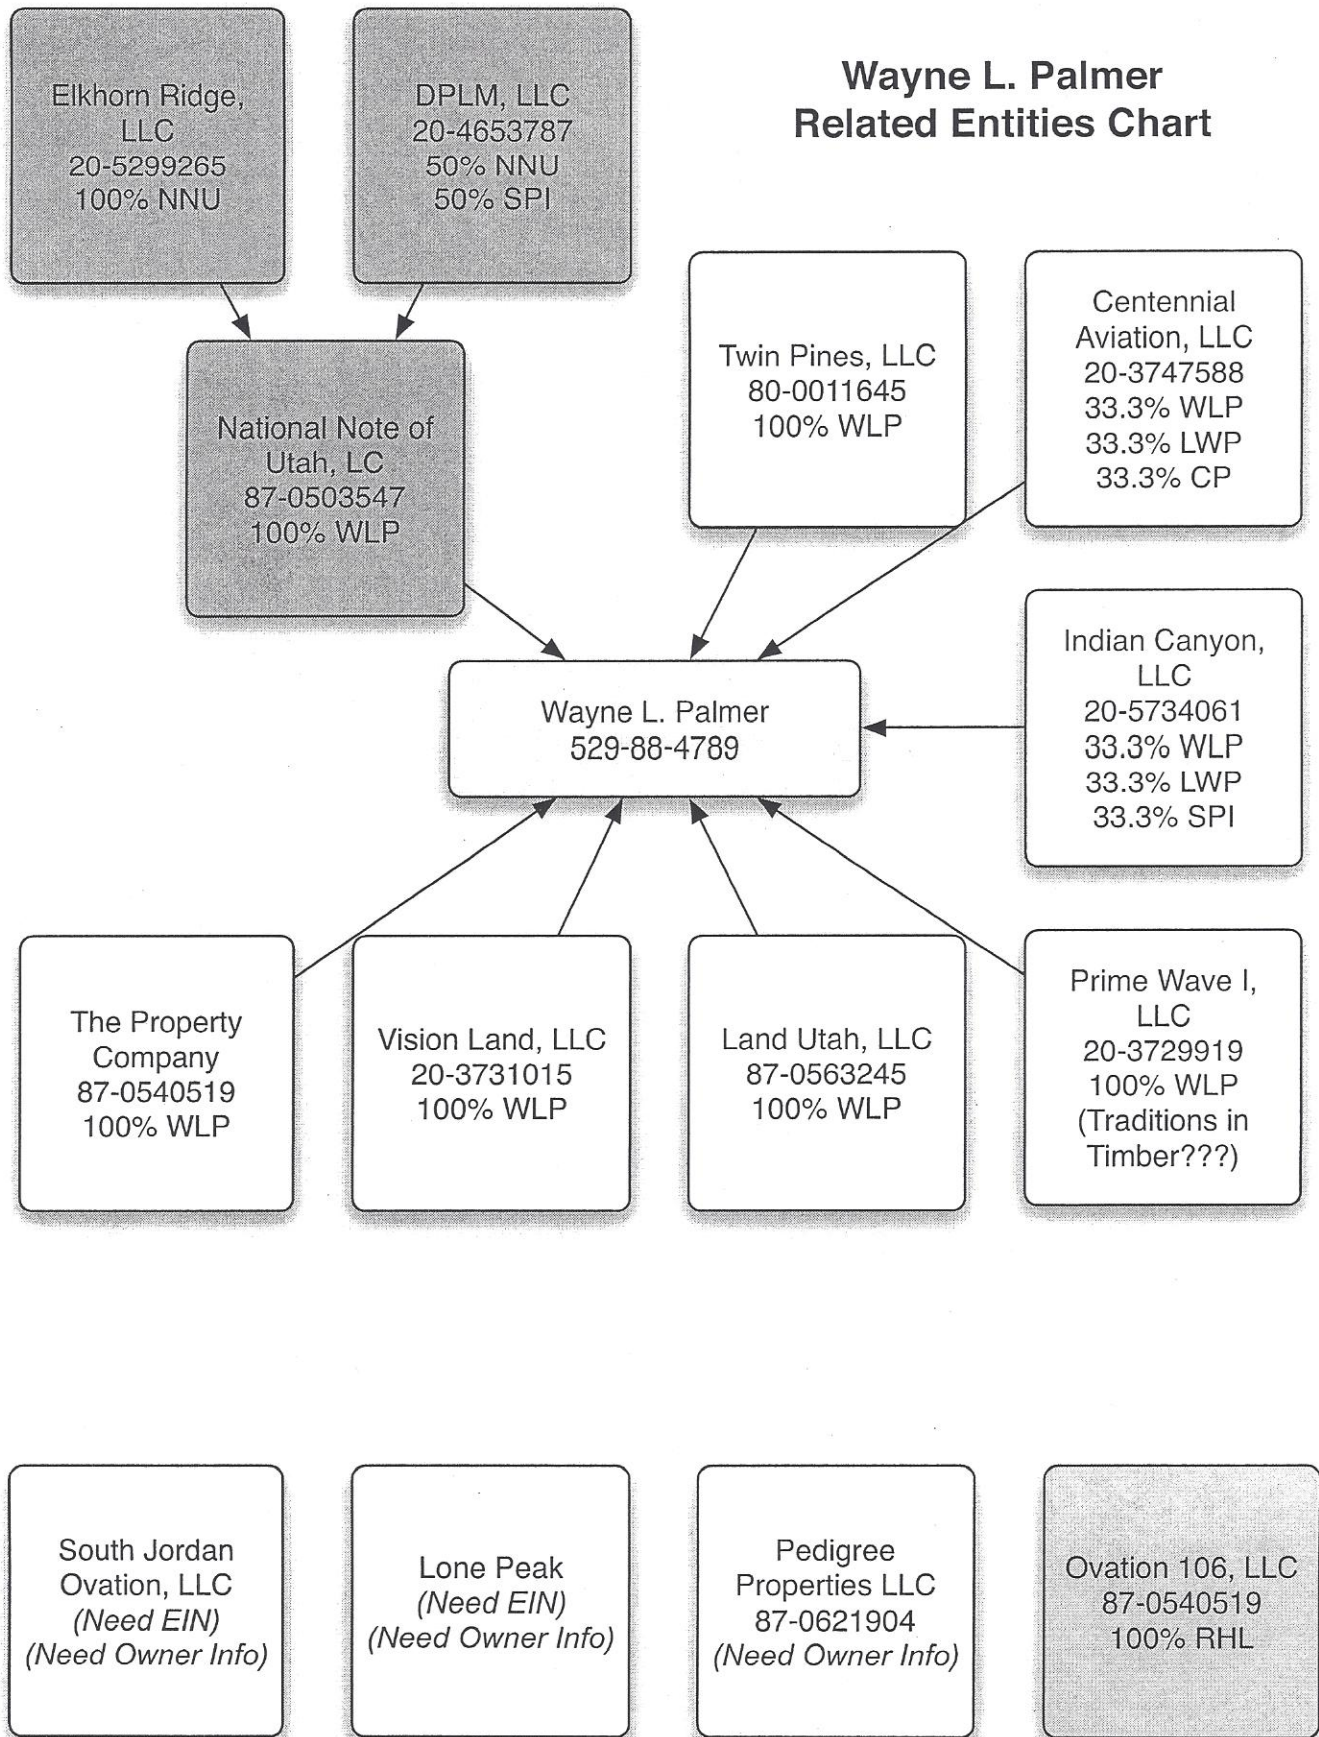 Wayne L. Palmer
Related Entities Chart
Elkhorn Ridge,
LLC
20-5299265
100% NNU
DPLM, LLC
20-4653787
50% NNU
50% SPI
National Note of
Utah, LC
87-0503547
100% WLP
Twin Pines, LLC
80-0011645
100% WLP
Centennial
Aviation, LLC
20-3747588
33.3% WLP
33.3% LWP
33.3% CP
Wayne L. Palmer
529-88-4789
Indian Canyon,
LLC
20-5734061
33.3% WLP
33.3% LWP
33.3% SPI
The Property
Company
87-0540519
100% WLP
Vision Land, LLC
20-3731015
100% WLP
Land Utah, LLC
87-0563245
100% WLP
Prime Wave I,
LLC
20-3729919
100% WLP
(Traditions in
Timber???)
South Jordan
Ovation, LLC
(Need EIN)
(Need Owner Info)
Lone Peak
(Need EIN)
(Need Owner Info)
Pedigree
Properties LLC
87-0621904
(Need Owner Info)
Ovation 106, LLC
87-0540519
100% RHL